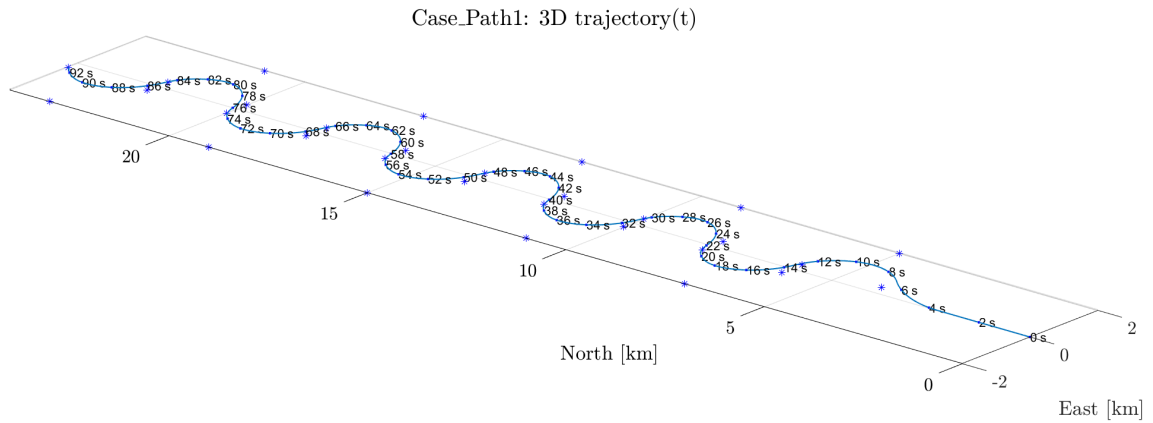 Case_Path1: 3D trajectory(t)
92 s
90 s
88 s
86 s
84 s
82 s
80 s
78 s
76 s
74 s
72 s
70 s
68 s
66 s
64 s
62 s
60 s
58 s
56 s
54 s
52 s
50 s
48 s
46 s
44 s
42 s
40 s
38 s
36 s
34 s
32 s
30 s
28 s
26 s
24 s
22 s
20 s
18 s
16 s
14 s
12 s
10 s
8 s
6 s
4 s
2 s
0 s
20
15
10
5
0
-2
0
2
North [km]
East [km]